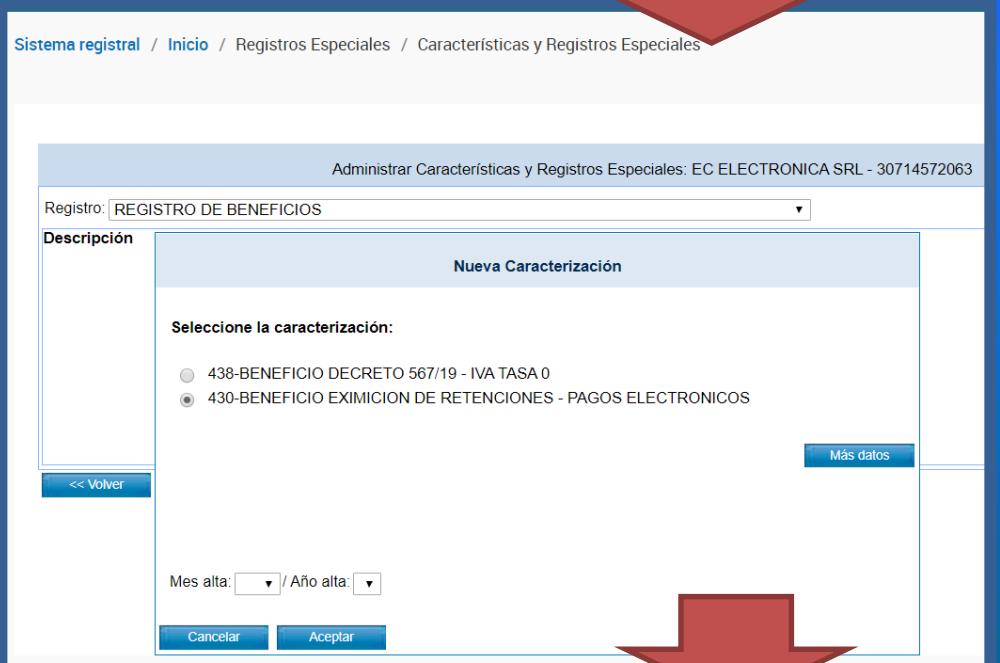 Sistema registral / Inicio / Registros Especiales / Características y Registros Especiales
Administrar Características y Registros Especiales: EC ELECTRONICA SRL - 30714572063
Registro: REGISTRO DE BENEFICIOS
Descripción
Nueva Caracterización
Seleccione la caracterización:
438-BENEFICIO DECRETO 567/19 - IVA TASA 0
430-BENEFICIO EXIMICION DE RETENCIONES - PAGOS ELECTRONICOS
Más datos
<< Volver
Mes alta: / Año alta:
Cancelar Aceptar